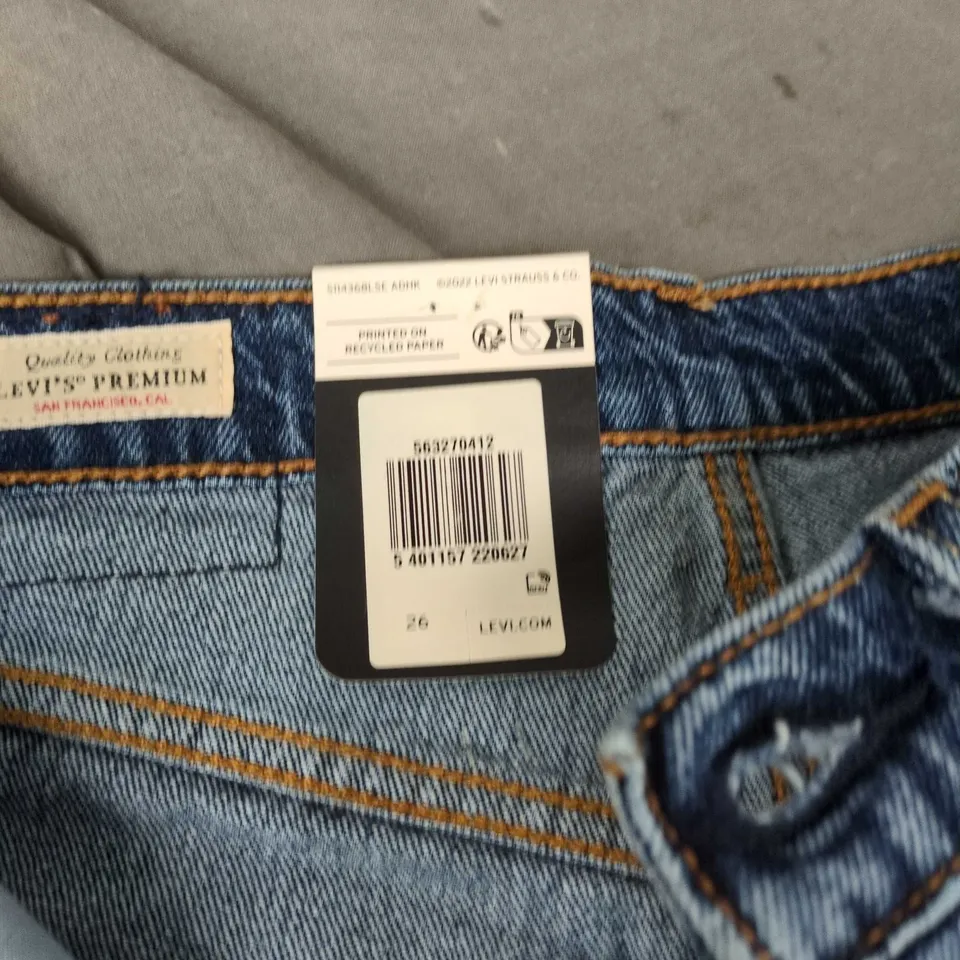 ©2022 LEVI STRAUSS & CO.
PRINTED ON
RECYCLED PAPER
Quality Clothing
LEVI'S® PREMIUM
SAN FRANCISCO, CAL
563270412
5 401157 220627
26
LEVI.COM